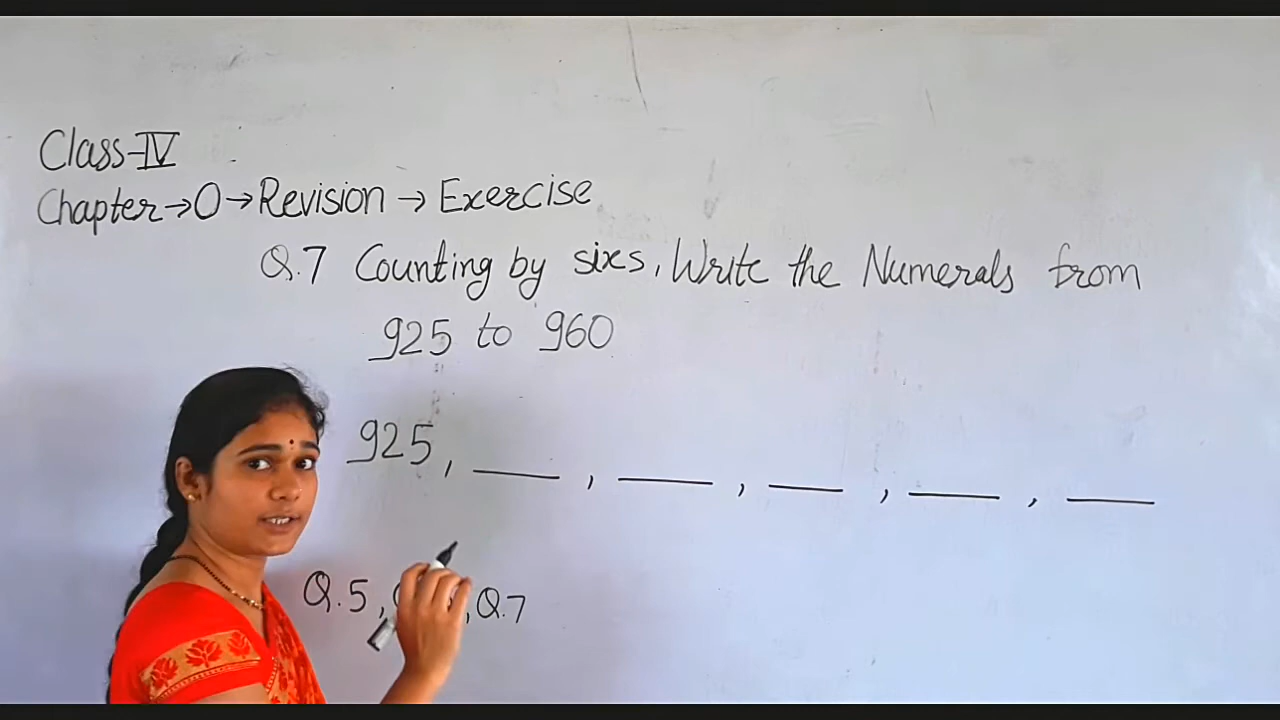 Class-IV
Chapter→0→Revision→Exercise
Q.7 Counting by sixs, Write the Numerals from
925 to 960
925, ___, ___, ___, ___, ___
Q.5, , Q.7